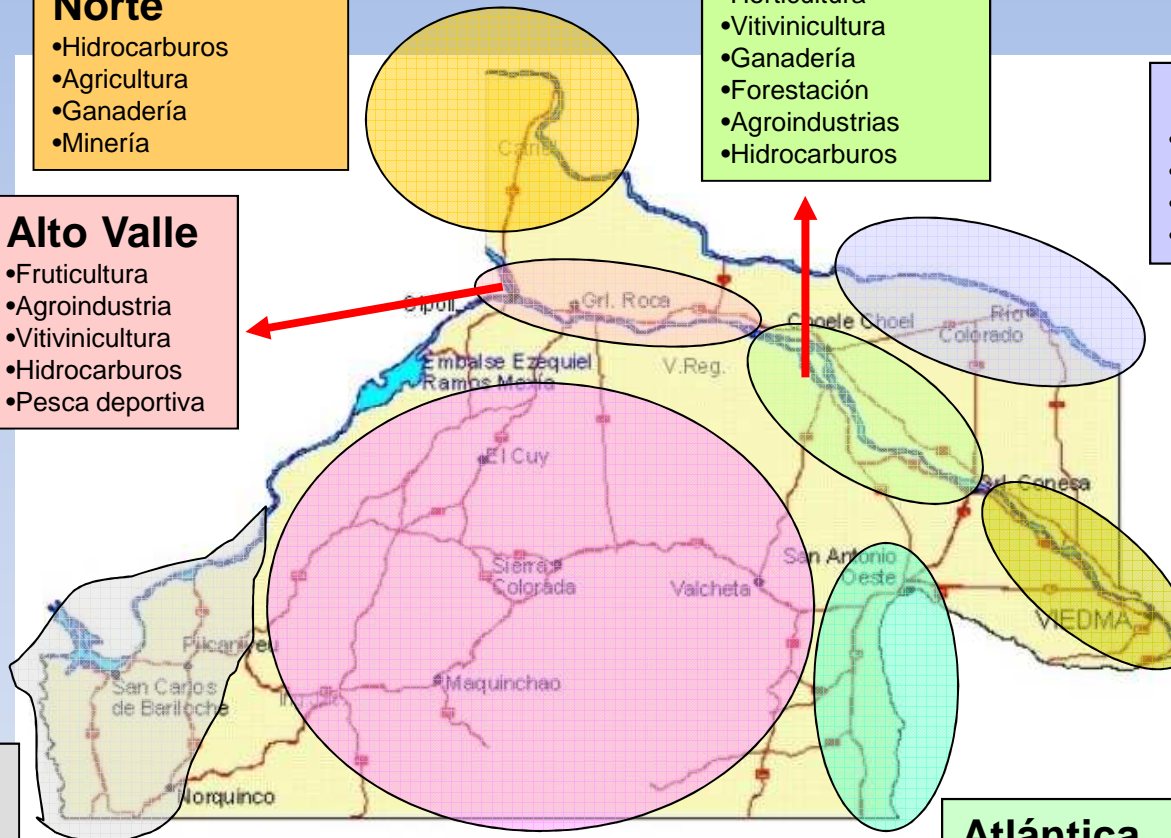 Norte
•Hidrocarburos
•Agricultura
•Ganadería
•Minería
•Vitivinicultura
•Ganadería
•Forestación
•Agroindustrias
•Hidrocarburos
Alto Valle
•Fruticultura
•Agroindustria
•Vitivinicultura
•Hidrocarburos
•Pesca deportiva
Grl. Roca
Choele Choel
Río
Colorado
Embalse Ezequiel
Ramos Mexía
V.Reg.
El Cuy
Grl. Conesa
San Antonio
Oeste
Sierra
Colorada
Valcheta
VIEDMA
Pilcaniyeu
San Carlos
de Bariloche
Maquinchao
Norquinco
Atlántica